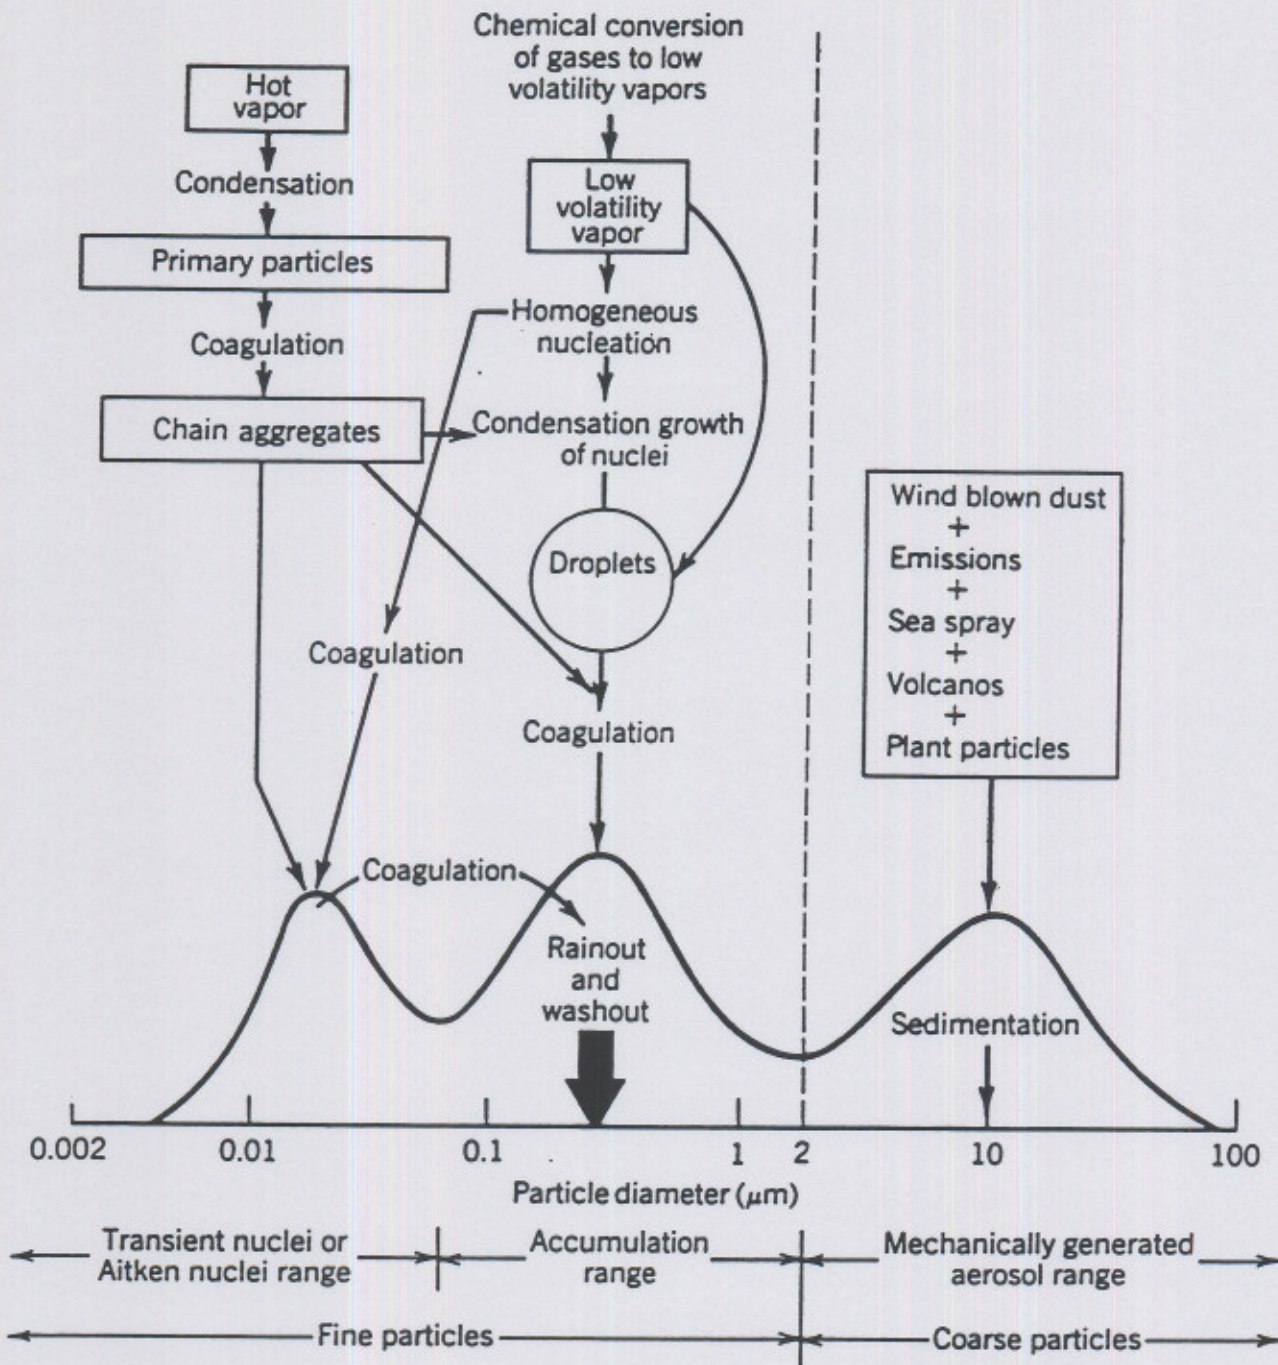 Chemical conversion
of gases to low
volatility vapors
Hot
vapor
Condensation
Low
volatility
vapor
Primary particles
Homogeneous
nucleation
Coagulation
Chain aggregates
Condensation growth
of nuclei
Wind blown dust
+
Emissions
+
Sea spray
+
Volcanos
+
Plant particles
Droplets
Coagulation
Coagulation
Coagulation
Rainout
and
washout
Sedimentation
0.002 0.01 0.1 1 2 10 100
Particle diameter (μm)
Transient nuclei or
Aitken nuclei range
Accumulation
range
Mechanically generated
aerosol range
Fine particles
Coarse particles